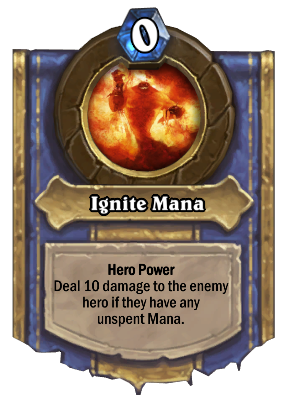 0
Ignite Mana
Hero Power
Deal 10 damage to the enemy
hero if they have any
unspent Mana.